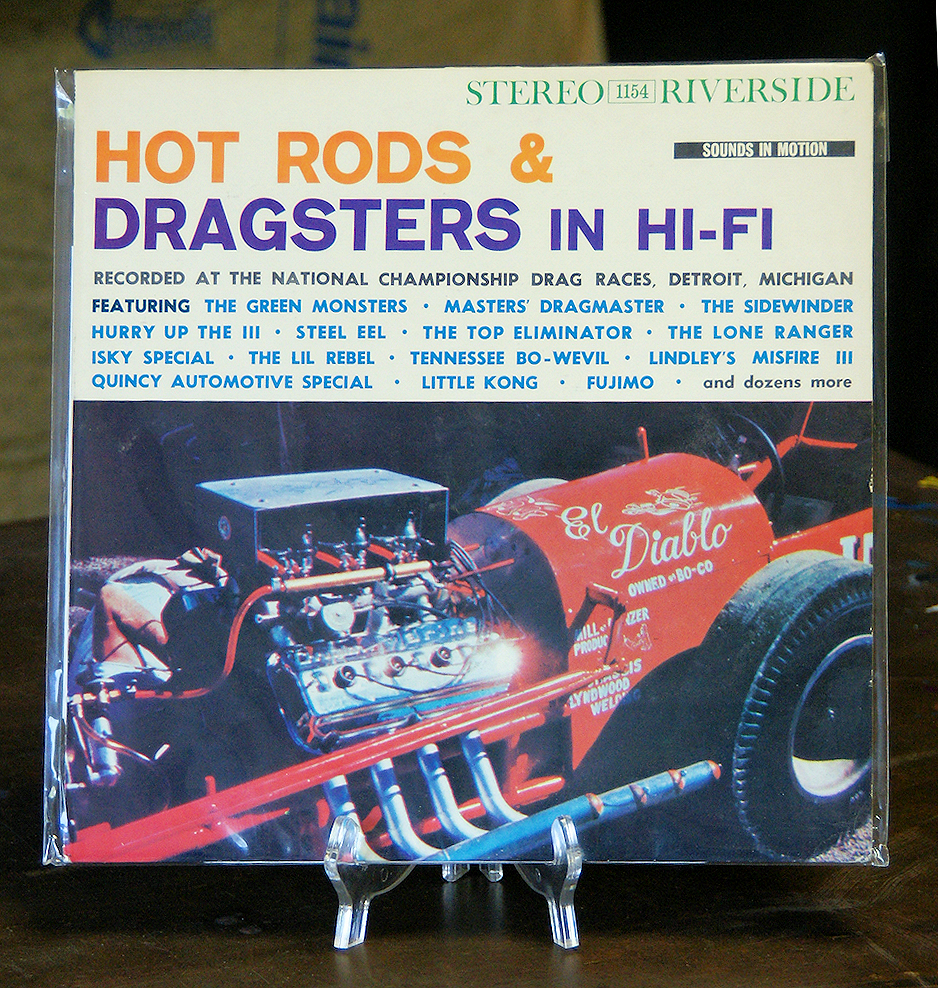 STEREO 1154 RIVERSIDE
HOT RODS &
SOUNDS IN MOTION
DRAGSTERS IN HI-FI
RECORDED AT THE NATIONAL CHAMPIONSHIP DRAG RACES, DETROIT, MICHIGAN
FEATURING THE GREEN MONSTERS • MASTERS' DRAGMASTER • THE SIDEWINDER
HURRY UP THE III • STEEL EEL • THE TOP ELIMINATOR • THE LONE RANGER
ISKY SPECIAL • THE LIL REBEL • TENNESSEE BO-WEVIL • LINDLEY'S MISFIRE III
QUINCY AUTOMOTIVE SPECIAL • LITTLE KONG • FUJIMO • and dozens more
El
Diablo
OWNED BY BO-CO
LYNDWOOD